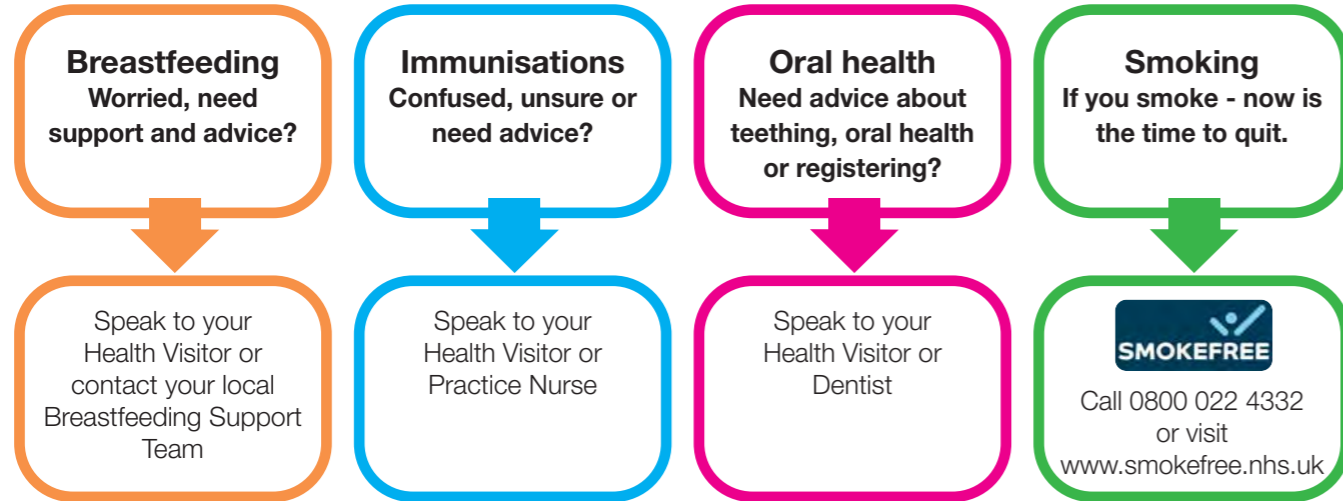 Breastfeeding
Worried, need
support and advice?
Speak to your
Health Visitor or
contact your local
Breastfeeding Support
Team
Immunisations
Confused, unsure or
need advice?
Speak to your
Health Visitor or
Practice Nurse
Oral health
Need advice about
teething, oral health
or registering?
Speak to your
Health Visitor or
Dentist
Smoking
If you smoke - now is
the time to quit.
SMOKEFREE
Call 0800 022 4332
or visit
www.smokefree.nhs.uk